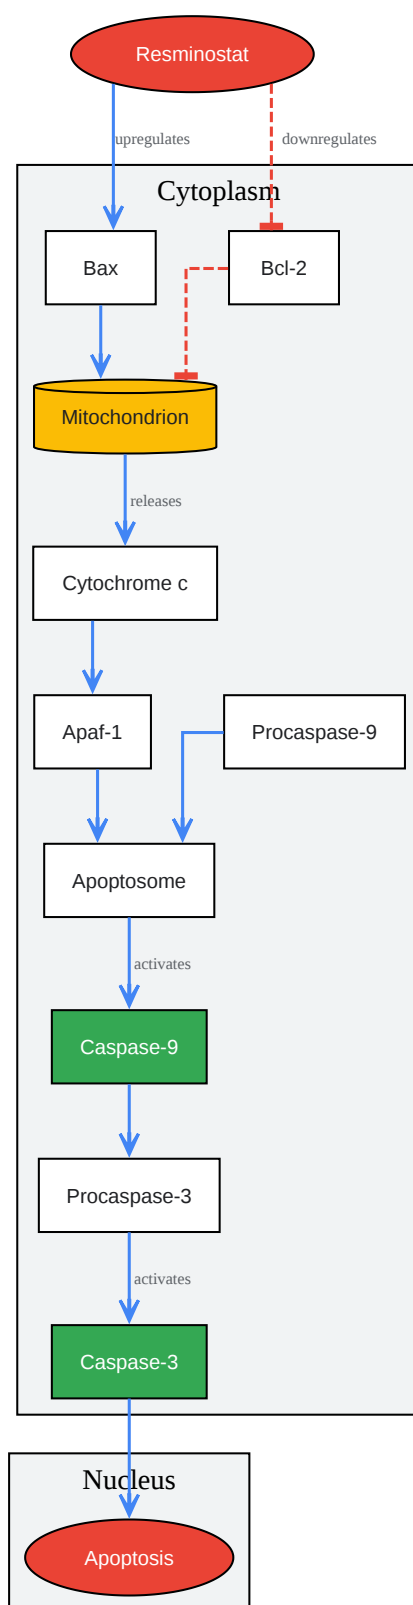 Resminostat
upregulates
downregulates
Cytoplasm
Bax
Bcl-2
Mitochondrion
releases
Cytochrome c
Apaf-1
Procaspase-9
Apoptosome
activates
Caspase-9
Procaspase-3
activates
Caspase-3
Nucleus
Apoptosis